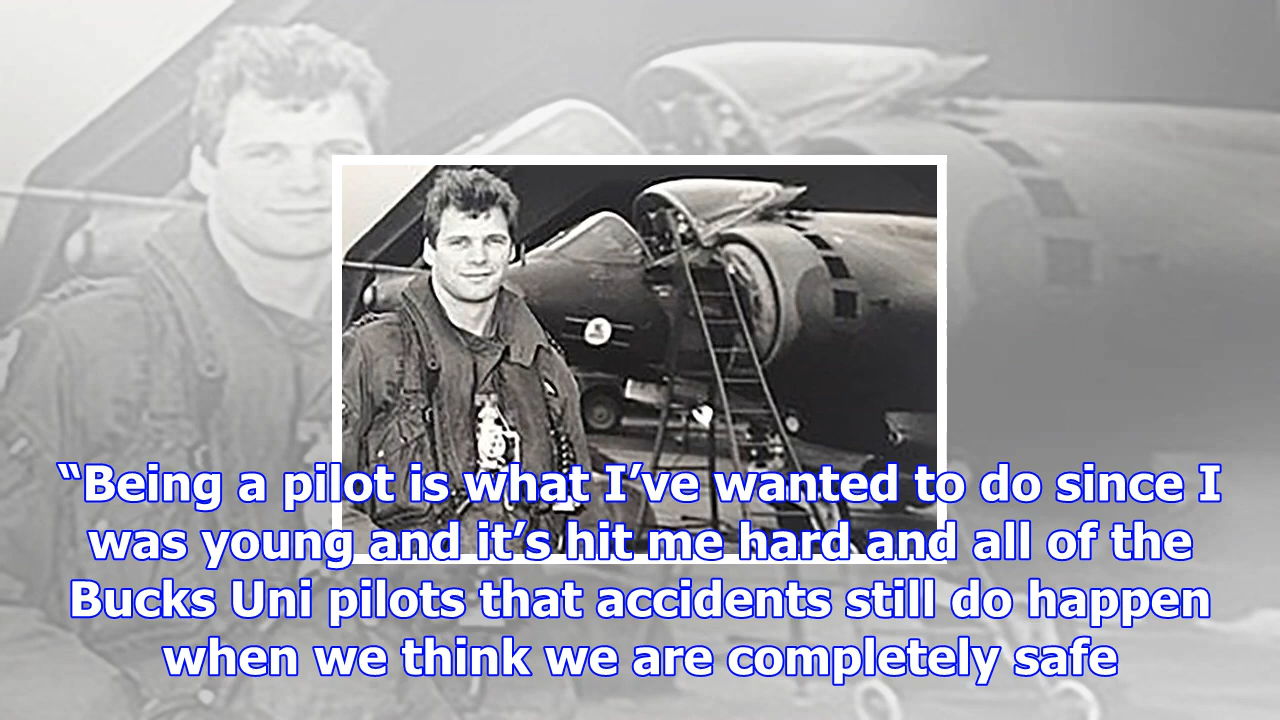 “Being a pilot is what I’ve wanted to do since I
was young and it’s hit me hard and all of the
Bucks Uni pilots that accidents still do happen
when we think we are completely safe